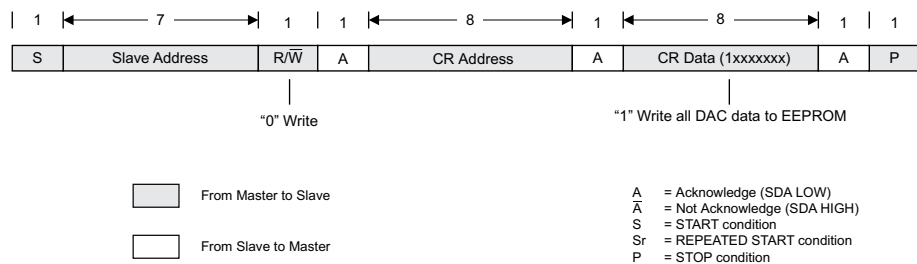 1 7 1 1 8 1 8 1 1
S Slave Address R/W̅ A CR Address A CR Data (1xxxxxxx) A P
“0” Write “1” Write all DAC data to EEPROM
From Master to Slave
From Slave to Master
A = Acknowledge (SDA LOW)
A̅ = Not Acknowledge (SDA HIGH)
S = START condition
Sr = REPEATED START condition
P = STOP condition